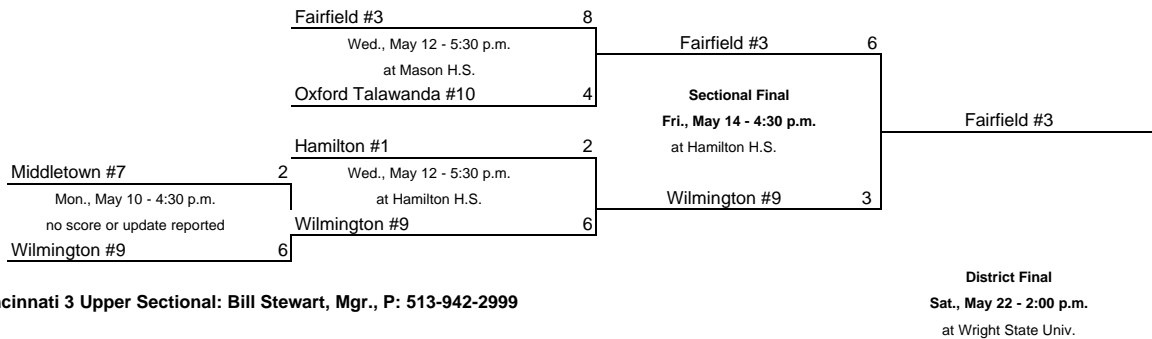 Fairfield #3 8
Wed., May 12 - 5:30 p.m.
at Mason H.S.
Oxford Talawanda #10 4
Fairfield #3 6
Sectional Final
Fri., May 14 - 4:30 p.m.
at Hamilton H.S.
Fairfield #3
Hamilton #1 2
Wed., May 12 - 5:30 p.m.
at Hamilton H.S.
Wilmington #9 6
Middletown #7 2
Mon., May 10 - 4:30 p.m.
no score or update reported
Wilmington #9 6
Wilmington #9 3
ncinnati 3 Upper Sectional: Bill Stewart, Mgr., P: 513-942-2999
District Final
Sat., May 22 - 2:00 p.m.
at Wright State Univ.